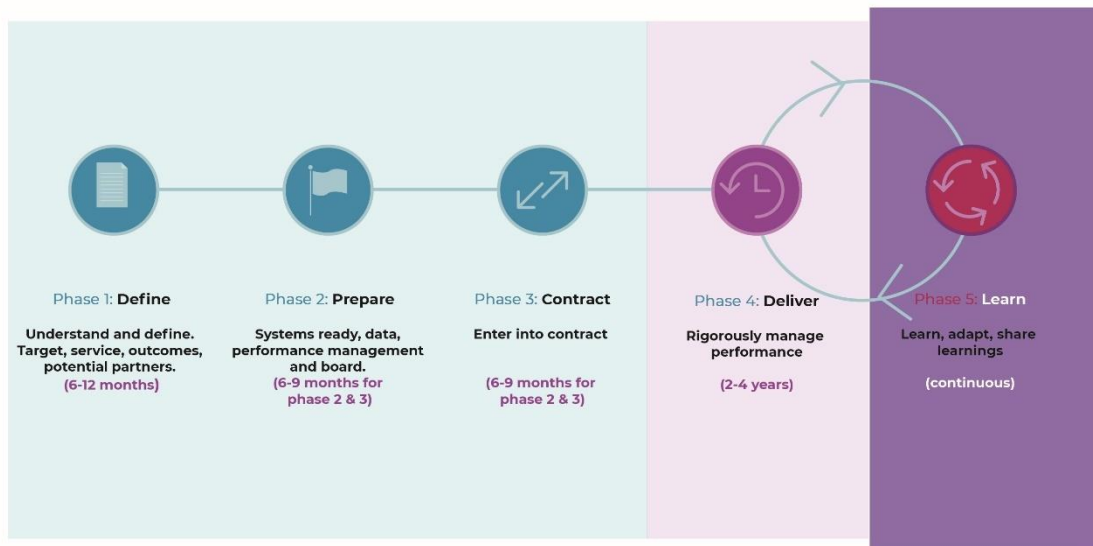 Phase 1: Define
Understand and define.
Target, service, outcomes,
potential partners.
(6-12 months)
Phase 2: Prepare
Systems ready, data,
performance management
and board.
(6-9 months for
phase 2 & 3)
Phase 3: Contract
Enter into contract
(6-9 months for
phase 2 & 3)
Phase 4: Deliver
Rigorously manage
performance
(2-4 years)
Phase 5: Learn
Learn, adapt, share
learnings
(continuous)